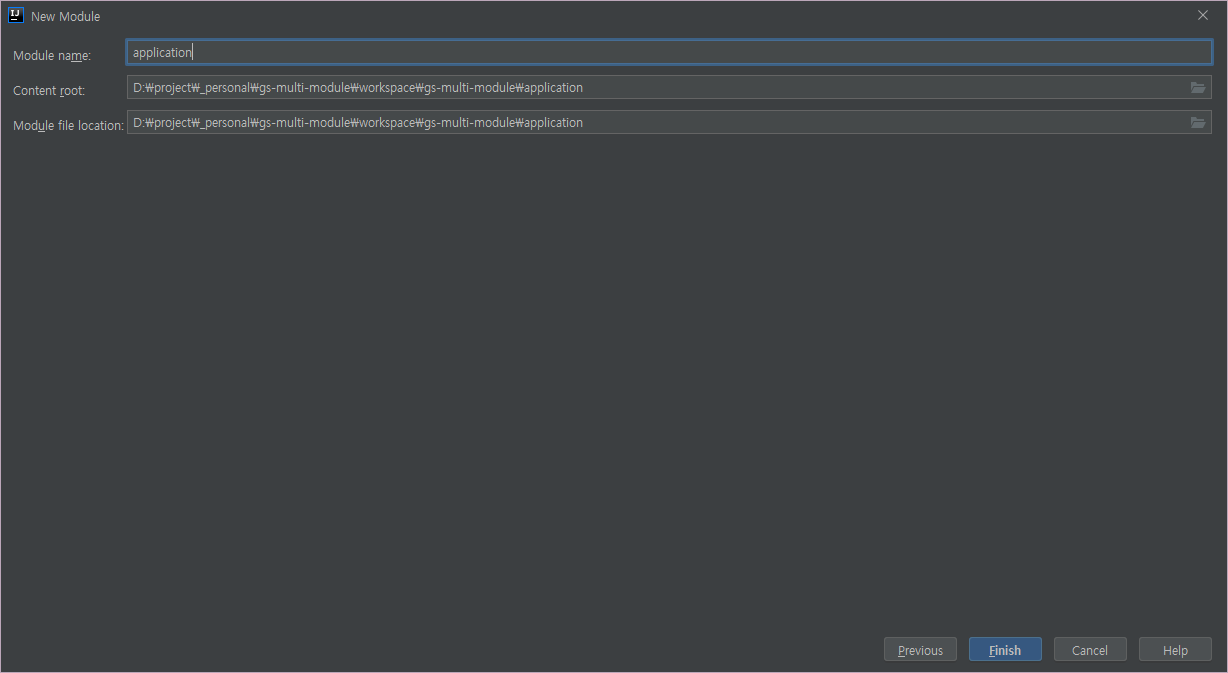 IJ New Module
Module name: application
Content root: D:₩project₩_personal₩gs-multi-module₩workspace₩gs-multi-module₩application
Module file location: D:₩project₩_personal₩gs-multi-module₩workspace₩gs-multi-module₩application
Previous Finish Cancel Help